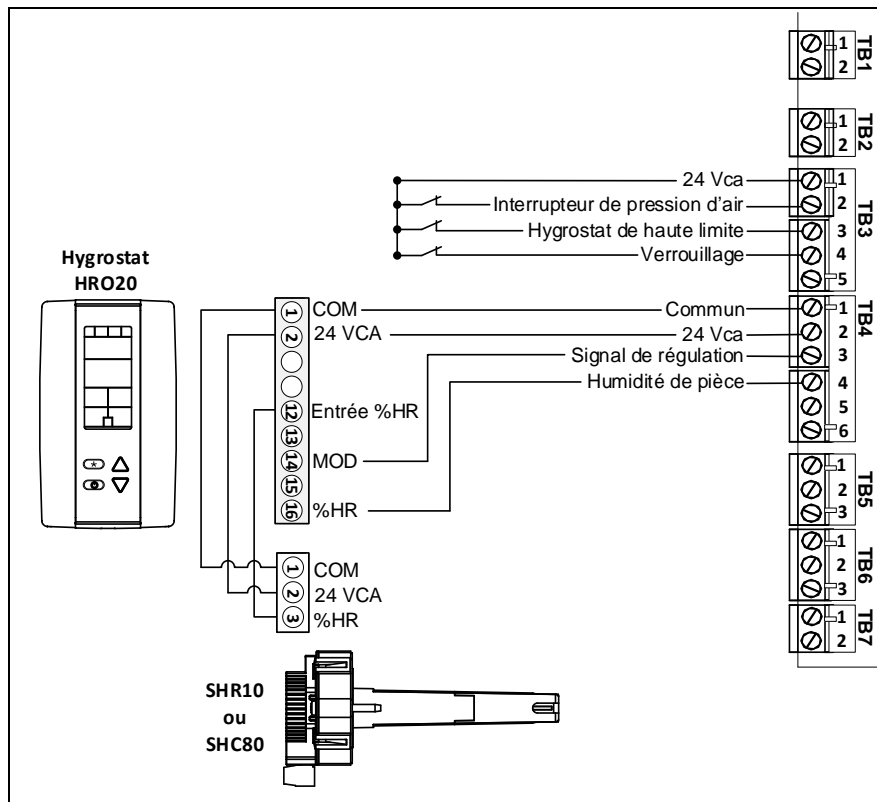 1
2
TB1
1
2
TB2
24 Vca
1
Interrupteur de pression d'air
2
Hygrostat de haute limite
3
Verrouillage
4
5
TB3
Hygrostat
HRO20
1
COM
Commun
1
2
24 VCA
24 Vca
2
Signal de régulation
3
Humidité de pièce
4
12
Entrée %HR
5
13
6
TB4
14
MOD
15
16
%HR
1
2
3
TB5
1
COM
2
24 VCA
3
%HR
1
2
3
TB6
1
2
TB7
SHR10
ou
SHC80